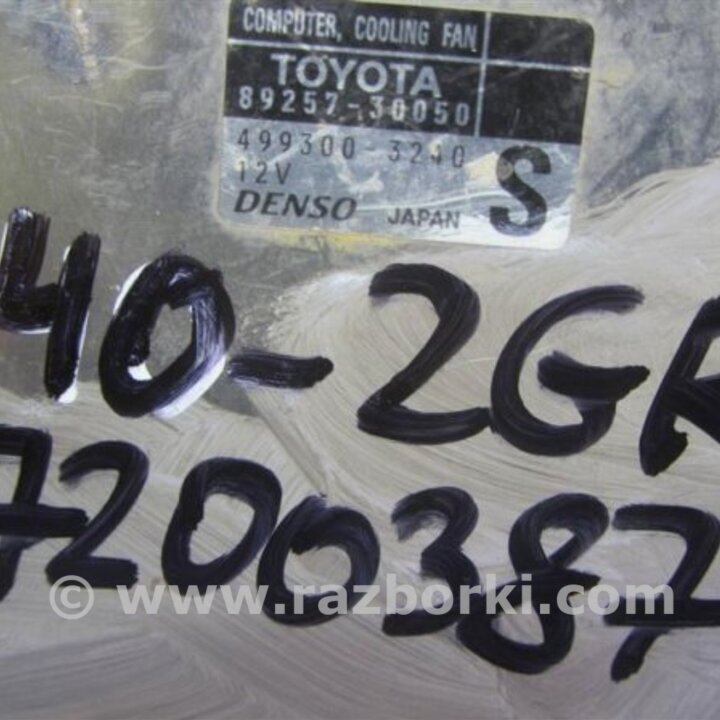 COMPUTER, COOLING FAN
TOYOTA
89257-30050
499300 3240
12V
DENSO JAPAN S
40-2GR
7200387
© www.razborki.com